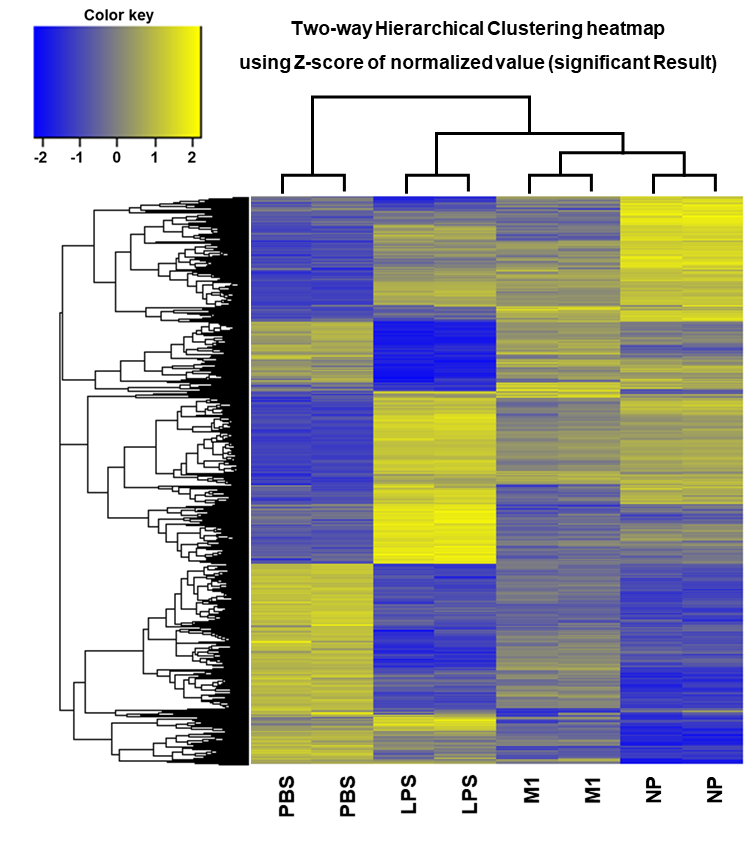 Color key
-2 -1 0 1 2
Two-way Hierarchical Clustering heatmap
using Z-score of normalized value (significant Result)
PBS PBS LPS LPS M1 M1 NP NP